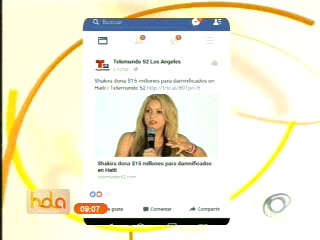 Buscar
Telemundo 52 Los Angeles
Shakira dona $15 millones para damnificados en
Haití | Telemundo 52
Shakira dona $15 millones para damnificados
en Haití
Comentar
Compartir
hola
09:07